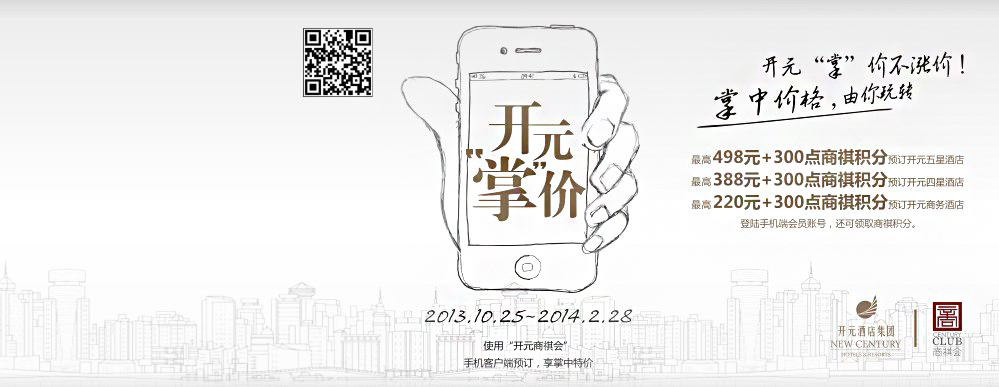 开元
“掌”价
2013.10.25~2014.2.28
使用“开元商祺会”
手机客户端预订，享掌中特价
开元“掌”价不涨价！
掌中价格，由你玩转
最高498元+300点商祺积分预订开元五星酒店
最高388元+300点商祺积分预订开元四星酒店
最高220元+300点商祺积分预订开元商务酒店
登陆手机端会员账号，还可领取商祺积分。
开元酒店集团
NEW CENTURY
HOTELS & RESORTS
CENTURY
CLUB
商祺会